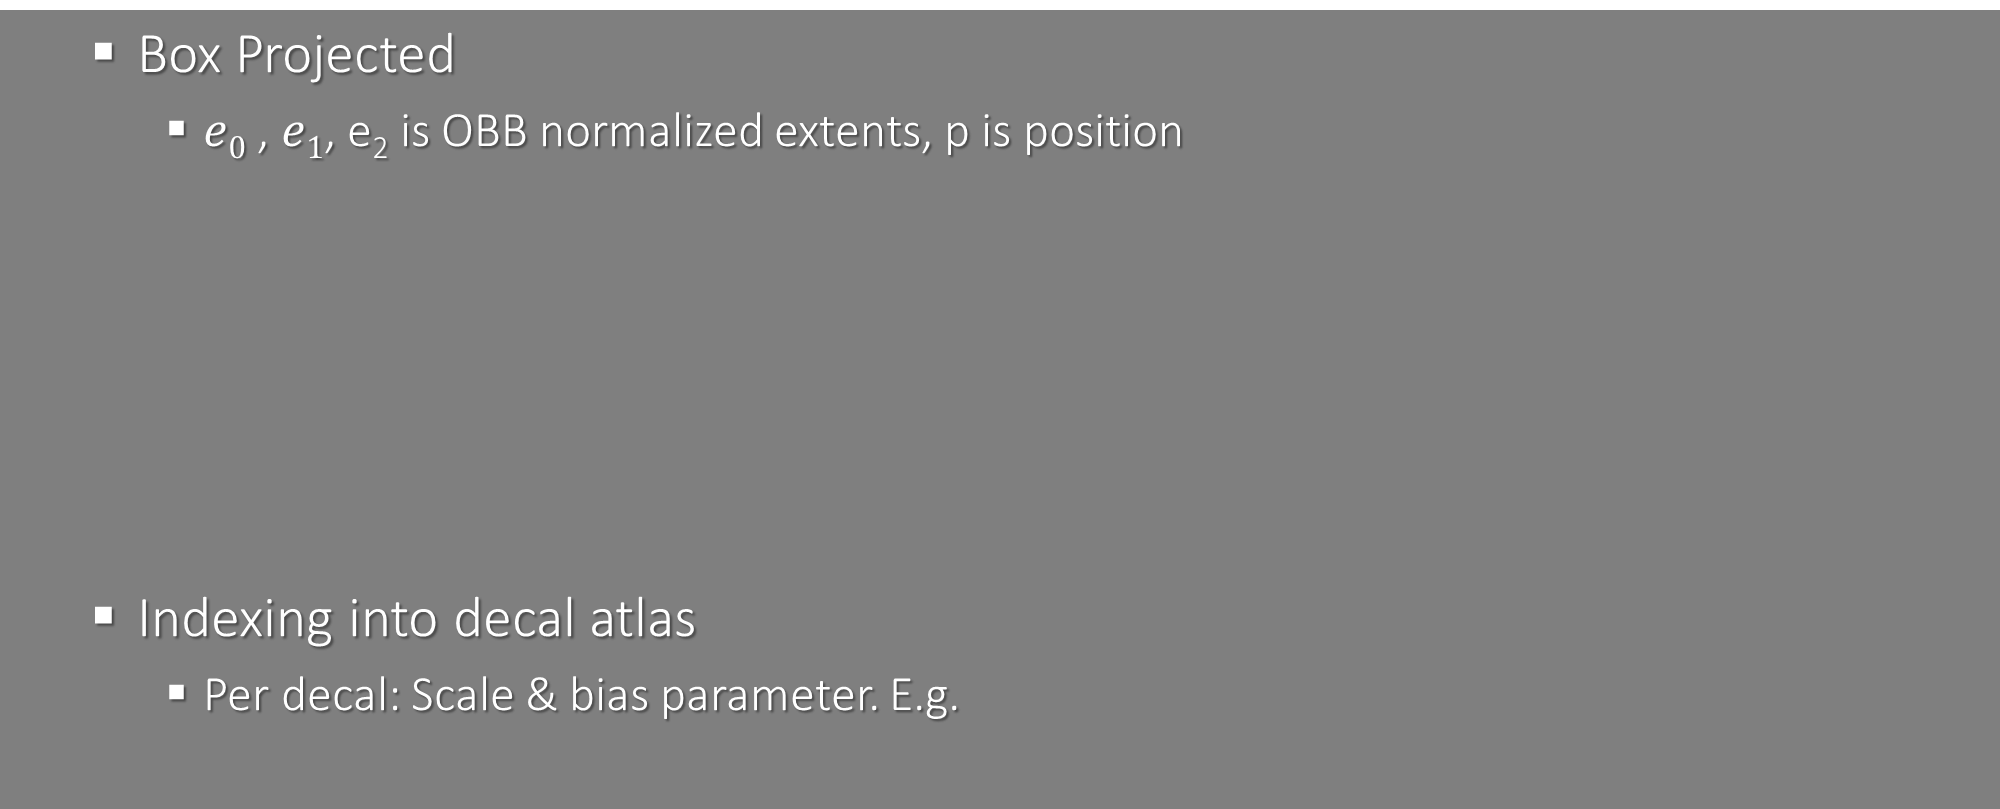 ▪ Box Projected
▪ e₀ , e₁, e₂ is OBB normalized extents, p is position
▪ Indexing into decal atlas
▪ Per decal: Scale & bias parameter. E.g.